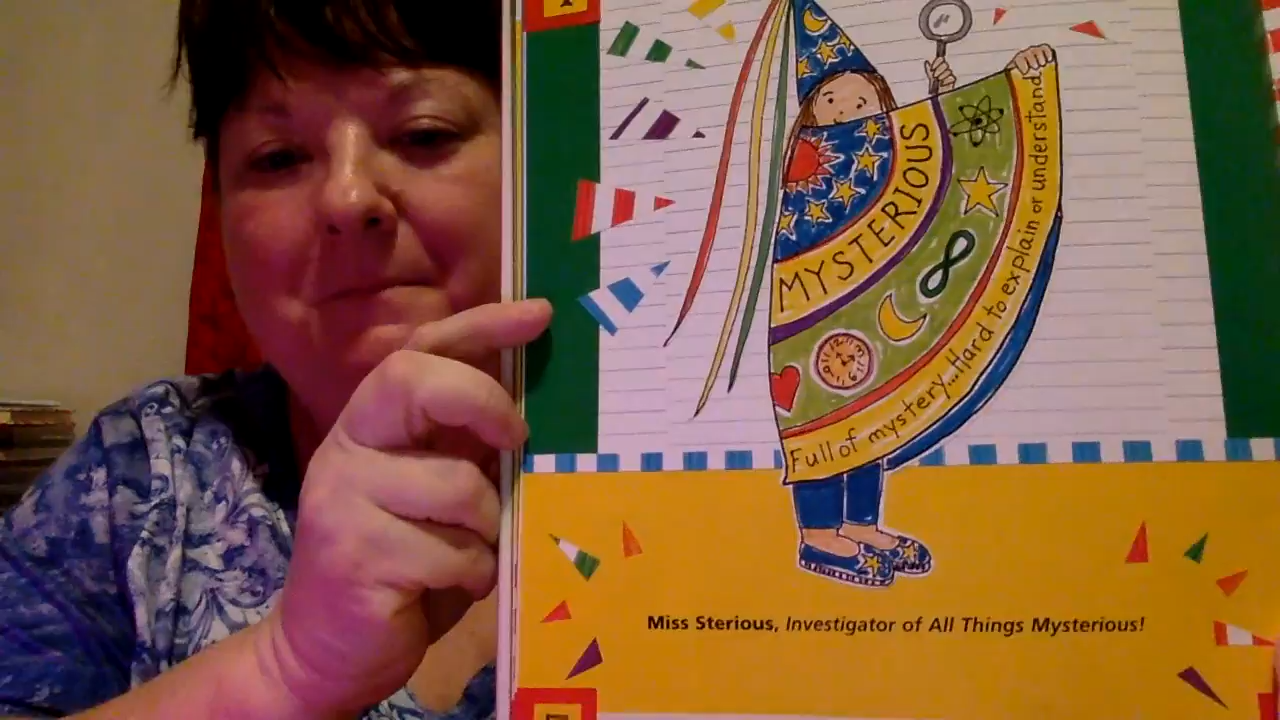 MYSTERIOUS
Full of mystery...Hard to explain or understand
Miss Sterious, Investigator of All Things Mysterious!